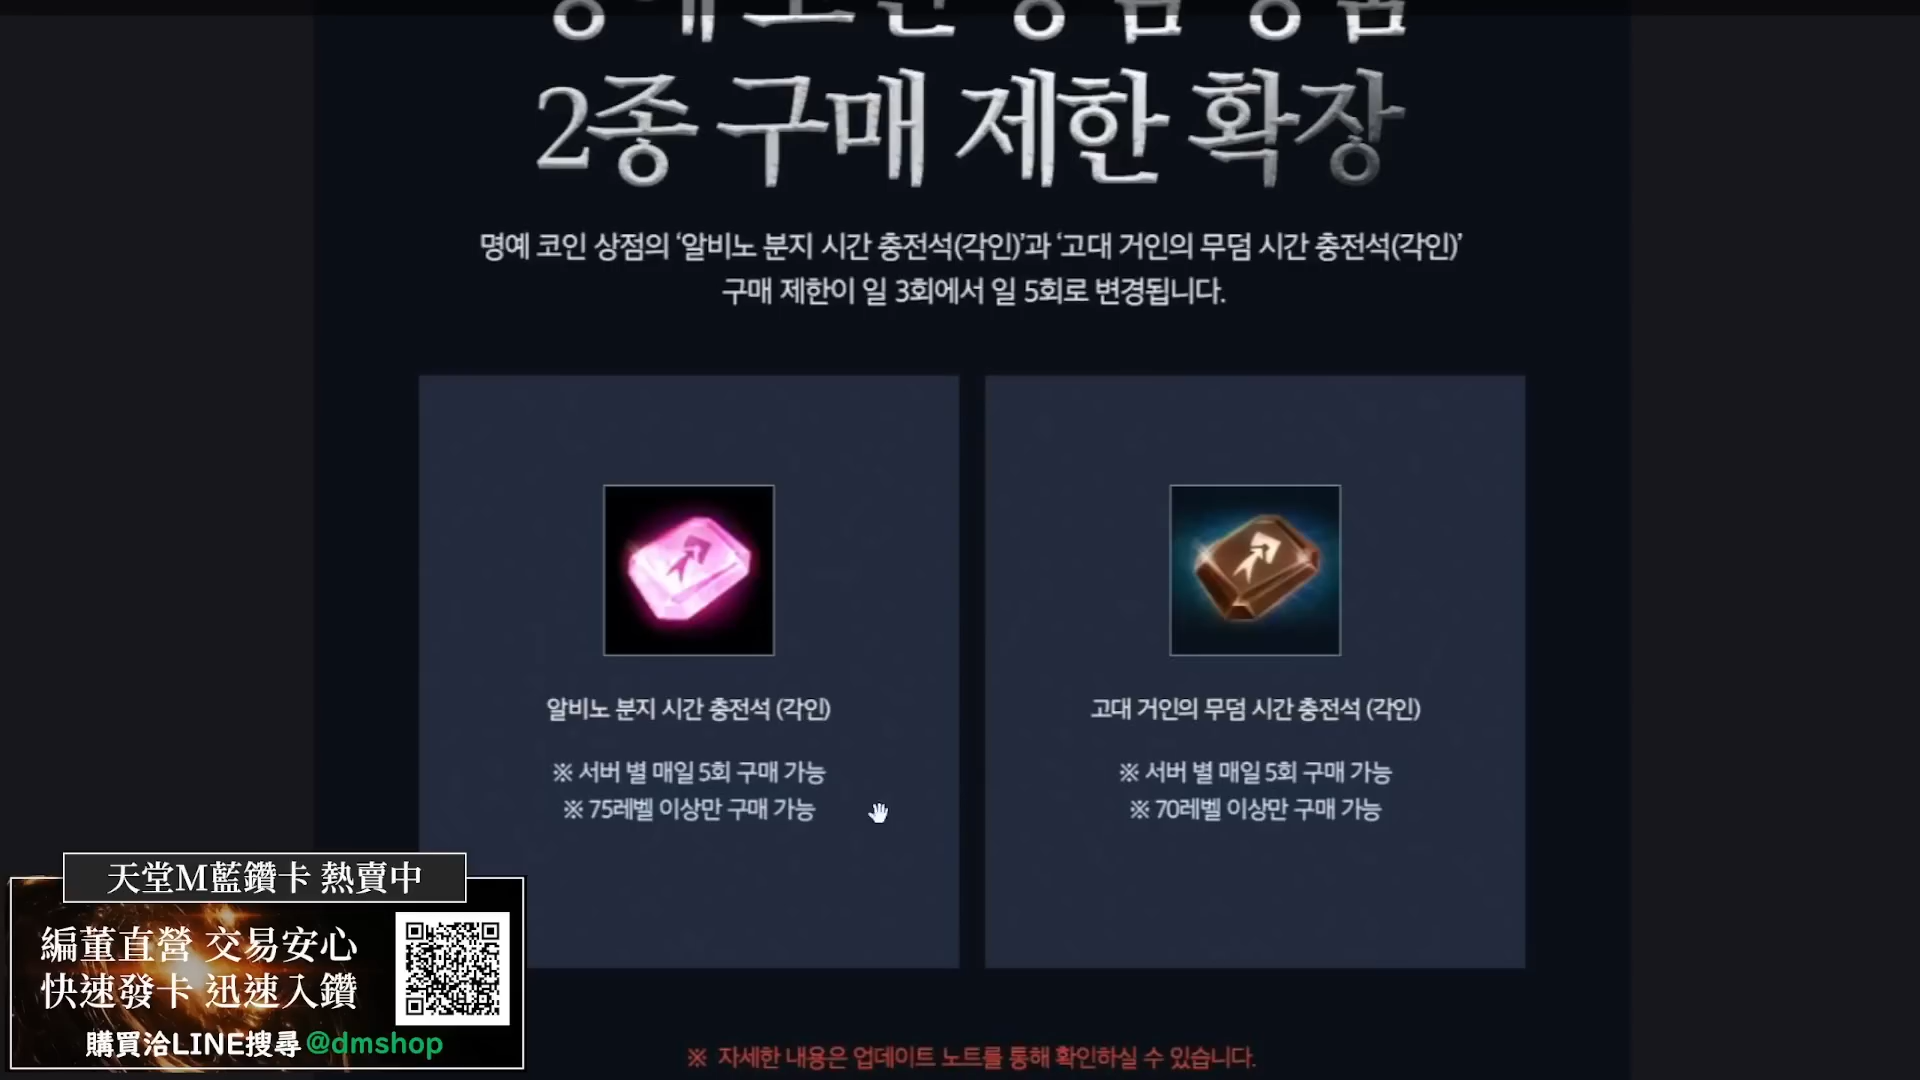 명예 코인 상점 상품
2종 구매 제한 확장
명예 코인 상점의 ‘알비노 분지 시간 충전석(각인)’과 ‘고대 거인의 무덤 시간 충전석(각인)’
구매 제한이 일 3회에서 일 5회로 변경됩니다.
알비노 분지 시간 충전석 (각인)
※ 서버 별 매일 5회 구매 가능
※ 75레벨 이상만 구매 가능
고대 거인의 무덤 시간 충전석 (각인)
※ 서버 별 매일 5회 구매 가능
※ 70레벨 이상만 구매 가능
天堂M藍鑽卡 熱賣中
編董直營 交易安心
快速發卡 迅速入鑽
購買洽LINE搜尋@dmshop
※ 자세한 내용은 업데이트 노트를 통해 확인하실 수 있습니다.